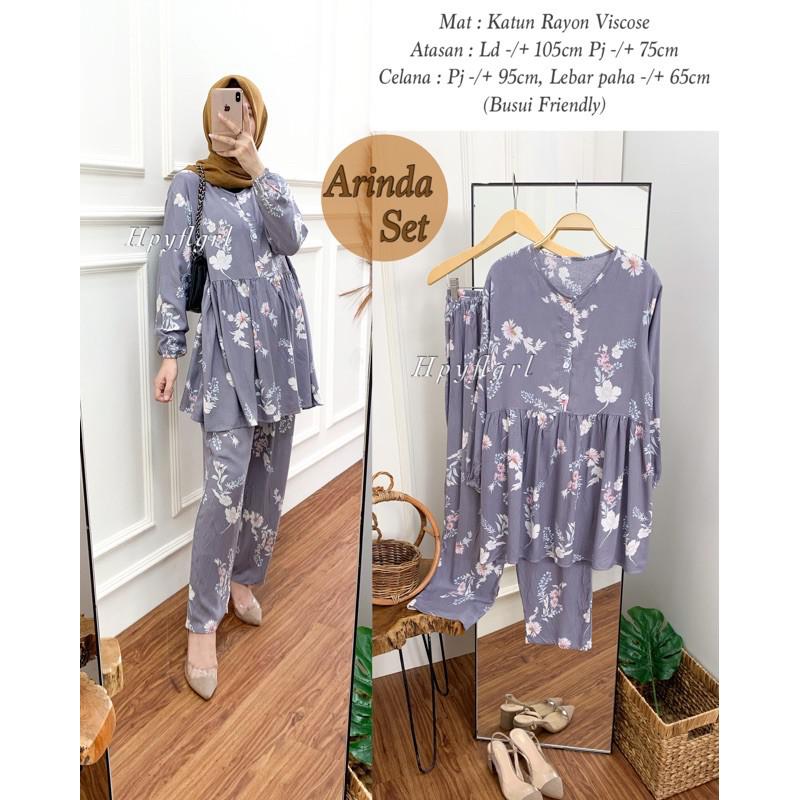 Mat : Katun Rayon Viscose
Atasan : Ld -/+ 105cm Pj -/+ 75cm
Celana : Pj -/+ 95cm, Lebar paha -/+ 65cm
(Busui Friendly)
Arinda
Set
Hpyflgrl
Hpyflgrl